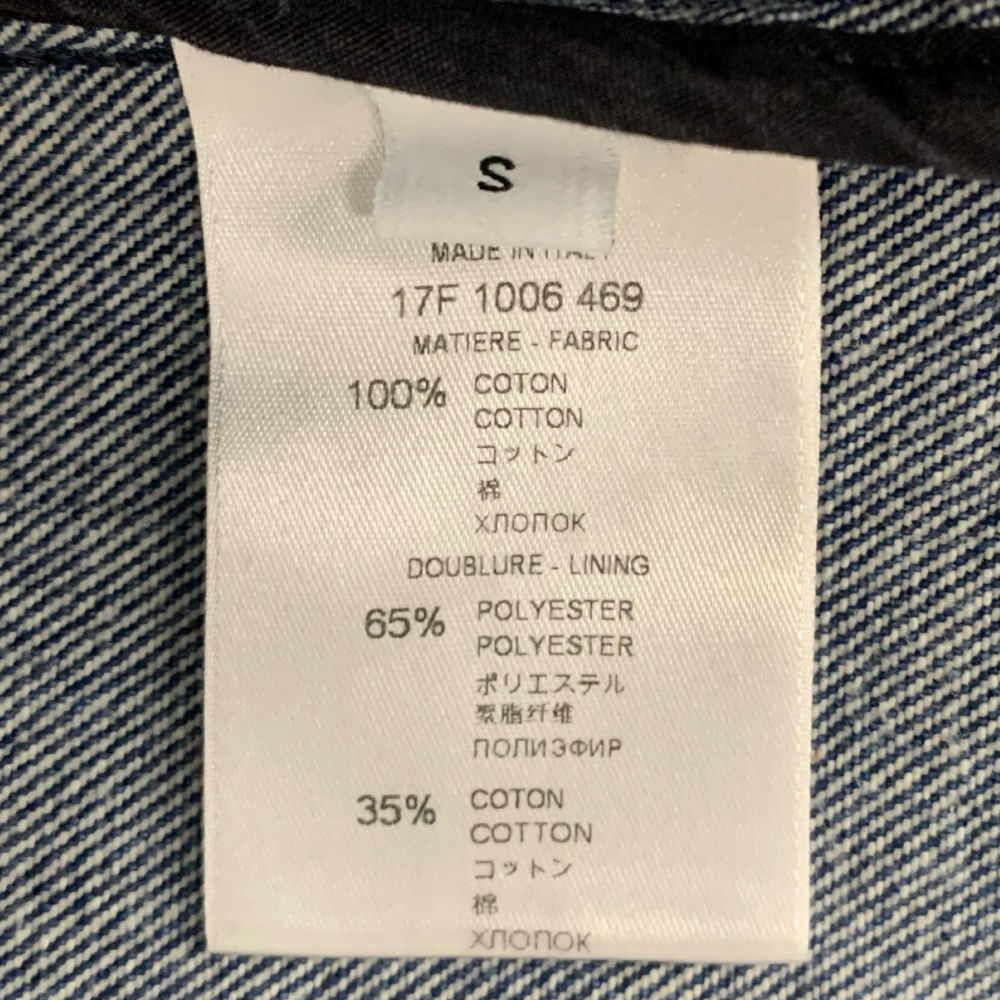 S
MADE IN ITALY
17F 1006 469
MATIERE - FABRIC
100% COTON
COTTON
コットン
棉
ХЛОПОК
DOUBLURE - LINING
65% POLYESTER
POLYESTER
ポリエステル
聚脂纤维
ПОЛИЭФИР
35% COTON
COTTON
コットン
棉
ХЛОПОК